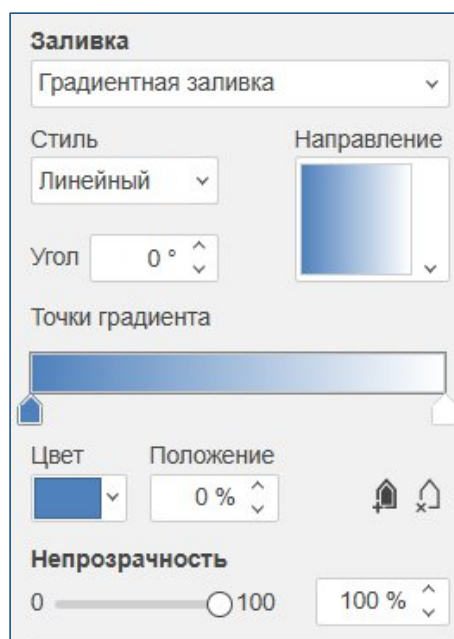 Заливка
Градиентная заливка
Стиль Направление
Линейный
Угол 0 °
Точки градиента
Цвет Положение
0 %
Непрозрачность
0 100 100 %